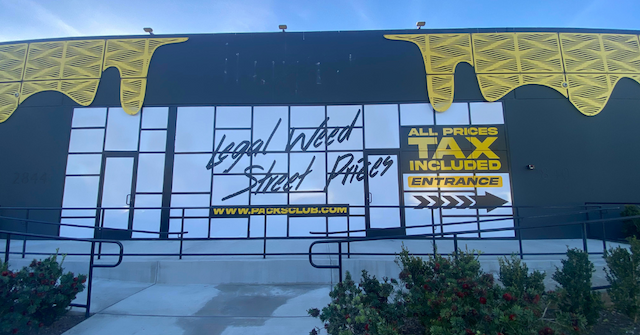 Legal Weed
Street Prices
WWW.PACKSCLUB.COM
ALL PRICES
TAX
INCLUDED
ENTRANCE